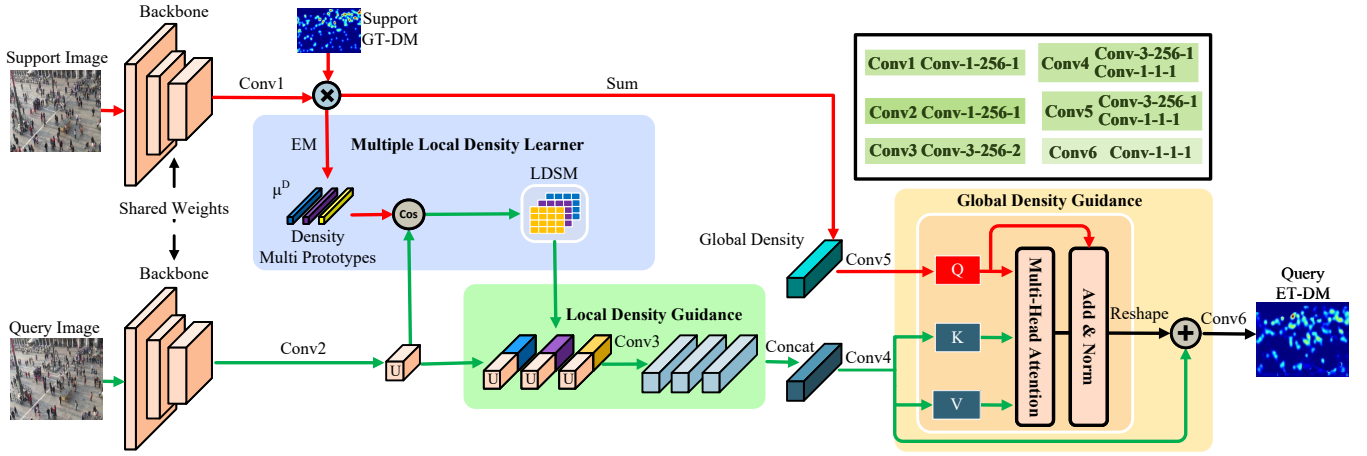 Backbone
Support
GT-DM
Support Image
Conv1
Sum
Conv1 Conv-1-256-1
Conv4 Conv-3-256-1
Conv-1-1-1
Conv2 Conv-1-256-1
Conv5 Conv-3-256-1
Conv-1-1-1
Conv3 Conv-3-256-2
Conv6 Conv-1-1-1
EM
Multiple Local Density Learner
LDSM
μD
Cos
Density
Multi Prototypes
Shared Weights
Global Density Guidance
Global Density
Conv5
Q
Multi-Head Attention
Add & Norm
Reshape
Query
ET-DM
Conv6
Backbone
Query Image
Conv2
U
Local Density Guidance
Conv3
U
U
U
Concat
Conv4
K
V